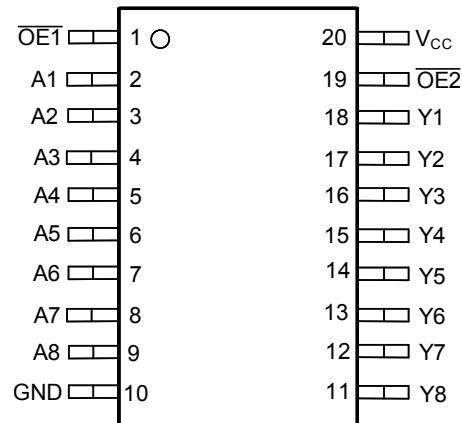 OE1 1 20 VCC
A1 2 19 OE2
A2 3 18 Y1
A3 4 17 Y2
A4 5 16 Y3
A5 6 15 Y4
A6 7 14 Y5
A7 8 13 Y6
A8 9 12 Y7
GND 10 11 Y8